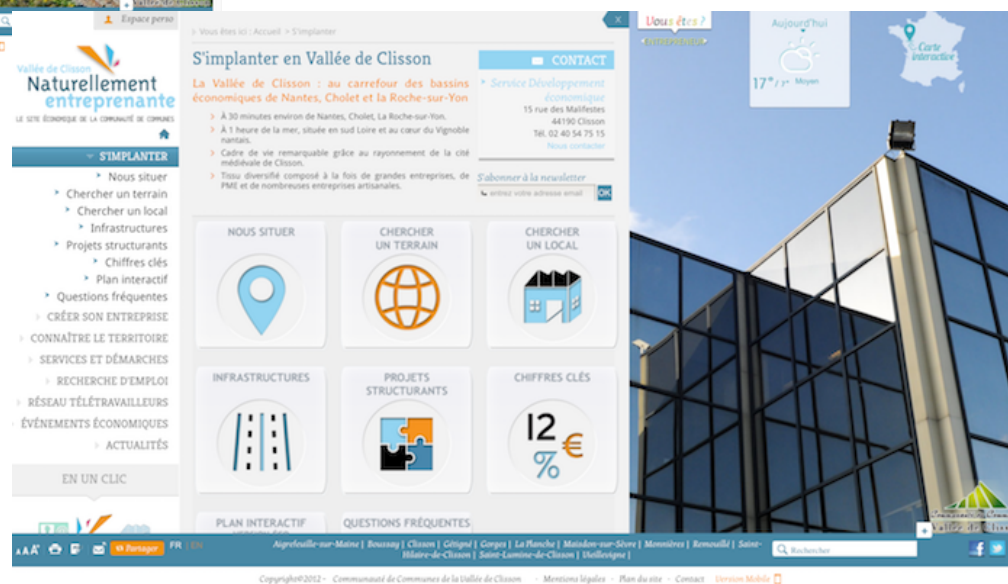 Espace perso
Vallée de Clisson
Naturellement
entreprenante
LE SITE ÉCONOMIQUE DE LA COMMUNAUTÉ DE COMMUNES
S'IMPLANTER
Nous situer
Chercher un terrain
Chercher un local
Infrastructures
Projets structurants
Chiffres clés
Plan interactif
Questions fréquentes
CRÉER SON ENTREPRISE
CONNAÎTRE LE TERRITOIRE
SERVICES ET DÉMARCHES
RECHERCHE D'EMPLOI
RÉSEAU TÉLÉTRAVAILLEURS
ÉVÉNEMENTS ÉCONOMIQUES
ACTUALITÉS
EN UN CLIC
> Vous êtes ici : Accueil > S'implanter
x
S'implanter en Vallée de Clisson
La Vallée de Clisson : au carrefour des bassins
économiques de Nantes, Cholet et la Roche-sur-Yon
> À 30 minutes environ de Nantes, Cholet, La Roche-sur-Yon.
> À 1 heure de la mer, située en sud Loire et au cœur du Vignoble
nantais.
> Cadre de vie remarquable grâce au rayonnement de la cité
médiévale de Clisson.
> Tissu diversifié composé à la fois de grandes entreprises, de
PME et de nombreuses entreprises artisanales.
CONTACT
Service Développement
économique
15 rue des Malifestes
44190 Clisson
Tél. 02 40 54 75 15
Nous contacter
S'abonner à la newsletter
entrez votre adresse email OK
NOUS SITUER
CHERCHER
UN TERRAIN
CHERCHER
UN LOCAL
INFRASTRUCTURES
PROJETS
STRUCTURANTS
CHIFFRES CLÉS
12
%
€
PLAN INTERACTIF
QUESTIONS FRÉQUENTES
Vous êtes ?
ENTREPRENEUR
Aujourd'hui
17° Moyen
Carte
interactive
AAA Partager FR | EN
Aigrefeuille-sur-Maine | Boussay | Clisson | Gétigné | Gorges | La Planche | Maisdon-sur-Sèvre | Monnières | Remouillé | Saint-
Hilaire-de-Clisson | Saint-Lumine-de-Clisson | Vieillevigne |
Rechercher
Copyright©2012 - Communauté de Communes de la Vallée de Clisson - Mentions légales - Plan du site - Contact Version Mobile